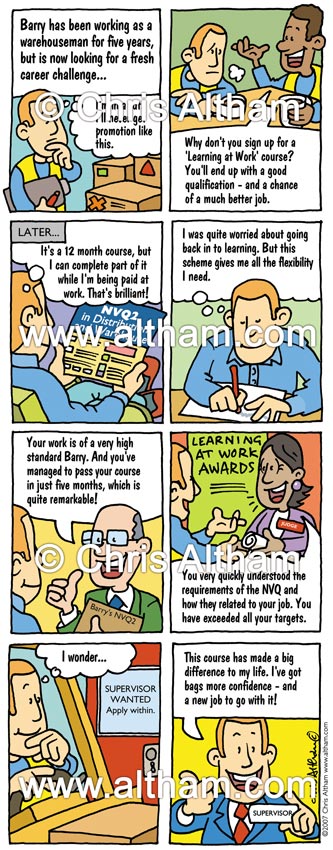 Barry has been working as a
warehouseman for five years,
but is now looking for a fresh
career challenge...
promotion like
this.
Why don't you sign up for a
'Learning at Work' course?
You'll end up with a good
qualification - and a chance
of a much better job.
© Chris Altham
LATER...
It's a 12 month course, but
I can complete part of it
while I'm being paid at
work. That's brilliant!
NVQ2
in Distribution
I was quite worried about going
back in to learning. But this
scheme gives me all the flexibility
I need.
www.altham.com
Your work is of a very high
standard Barry. And you've
managed to pass your course
in just five months, which is
quite remarkable!
Barry's NVQ2
LEARNING
AT WORK
AWARDS
JUDGE
You very quickly understood the
requirements of the NVQ and
how they related to your job. You
have exceeded all your targets.
© Chris Altham
I wonder...
SUPERVISOR
WANTED
Apply within.
This course has made a big
difference to my life. I've got
bags more confidence - and
a new job to go with it!
SUPERVISOR
www.altham.com
©2007 Chris Altham www.altham.com